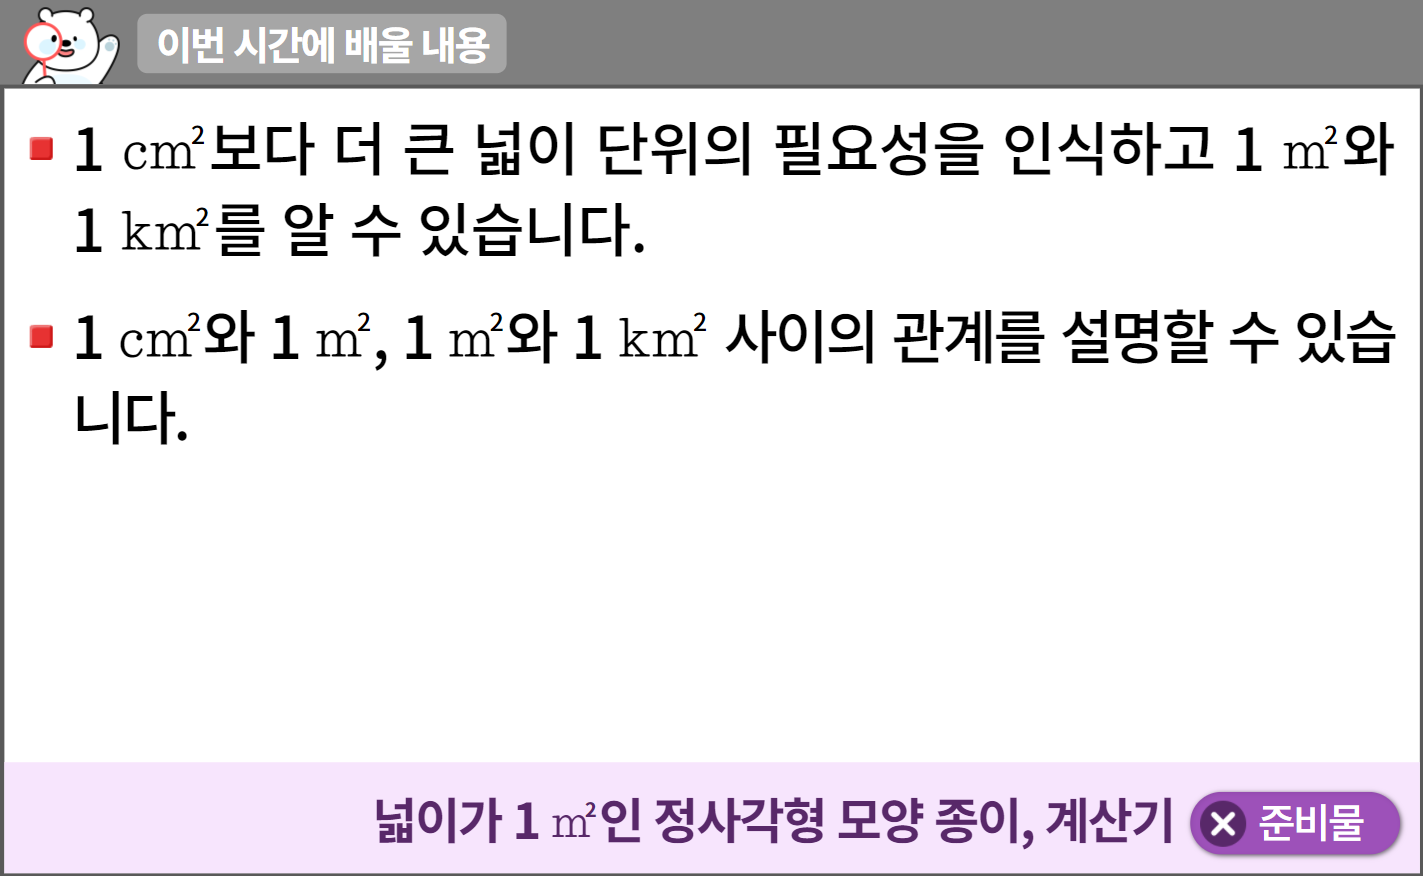 이번 시간에 배울 내용
1 cm²보다 더 큰 넓이 단위의 필요성을 인식하고 1 m²와
1 km²를 알 수 있습니다.
1 cm²와 1 m², 1 m²와 1 km² 사이의 관계를 설명할 수 있습
니다.
넓이가 1 m²인 정사각형 모양 종이, 계산기 준비물